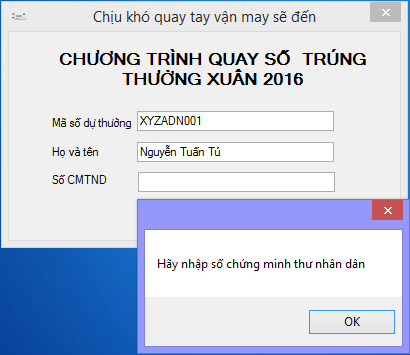 Chịu khó quay tay vận may sẽ đến
CHƯƠNG TRÌNH QUAY SỐ TRÚNG
THƯỞNG XUÂN 2016
Mã số dự thưởng XYZADN001
Họ và tên Nguyễn Tuấn Tú
Số CMTND
Hãy nhập số chứng minh thư nhân dân
OK